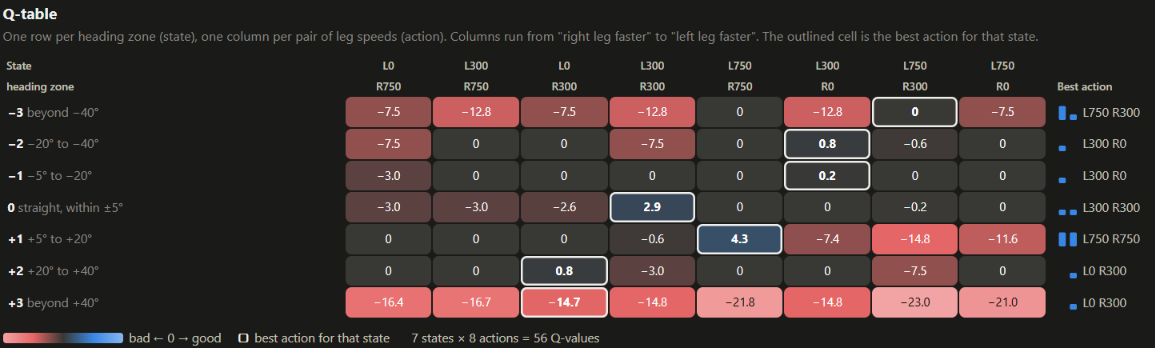 Q-table
One row per heading zone (state), one column per pair of leg speeds (action). Columns run from "right leg faster" to "left leg faster". The outlined cell is the best action for that state.
State L0 L300 L0 L300 L750 L300 L750 L750
heading zone R750 R750 R300 R300 R750 R0 R300 R0 Best action
−3 beyond −40° −7.5 −12.8 −7.5 −12.8 0 −12.8 0 −7.5 L750 R300
−2 −20° to −40° −7.5 0 0 −7.5 0 0.8 −0.6 0 L300 R0
−1 −5° to −20° −3.0 0 0 0 0 0.2 0 0 L300 R0
0 straight, within ±5° −3.0 −3.0 −2.6 2.9 0 0 −0.2 0 L300 R300
+1 +5° to +20° 0 0 0 −0.6 4.3 −7.4 −14.8 −11.6 L750 R750
+2 +20° to +40° 0 0 0.8 −3.0 0 0 −7.5 0 L0 R300
+3 beyond +40° −16.4 −16.7 −14.7 −14.8 −21.8 −14.8 −23.0 −21.0 L0 R300
bad ← 0 → good best action for that state 7 states × 8 actions = 56 Q-values